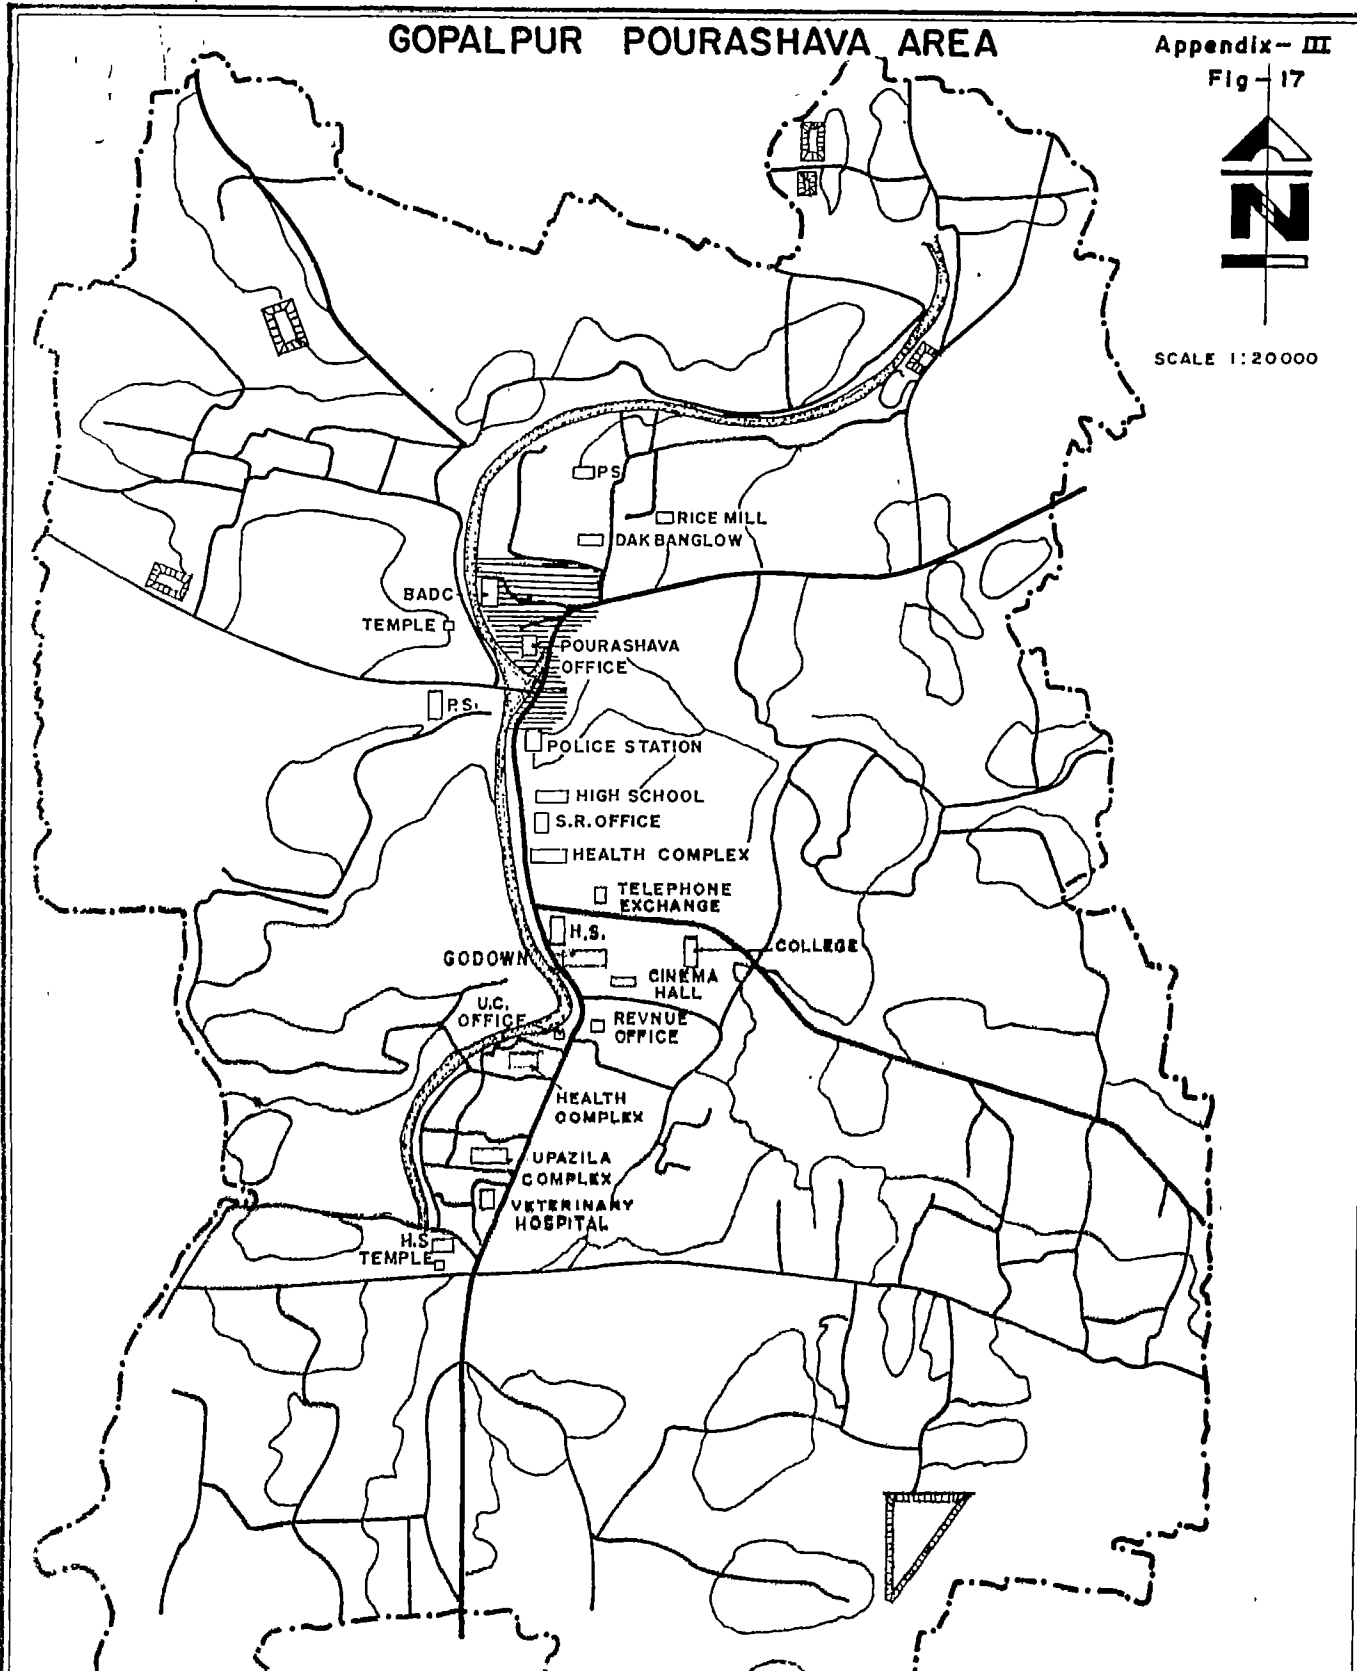 GOPALPUR POURASHAVA AREA
Appendix- III
Fig-17
N
SCALE 1:20000
PS
RICE MILL
DAK BANGLOW
BADC
TEMPLE
POURASHAVA
OFFICE
P.S.
POLICE STATION
HIGH SCHOOL
S.R. OFFICE
HEALTH COMPLEX
TELEPHONE
EXCHANGE
H.S.
COLLEGE
GODOWN
CINEMA
HALL
U.C.
OFFICE
REVNUE
OFFICE
HEALTH
COMPLEX
UPAZILA
COMPLEX
VETERINARY
HOSPITAL
H.S
TEMPLE